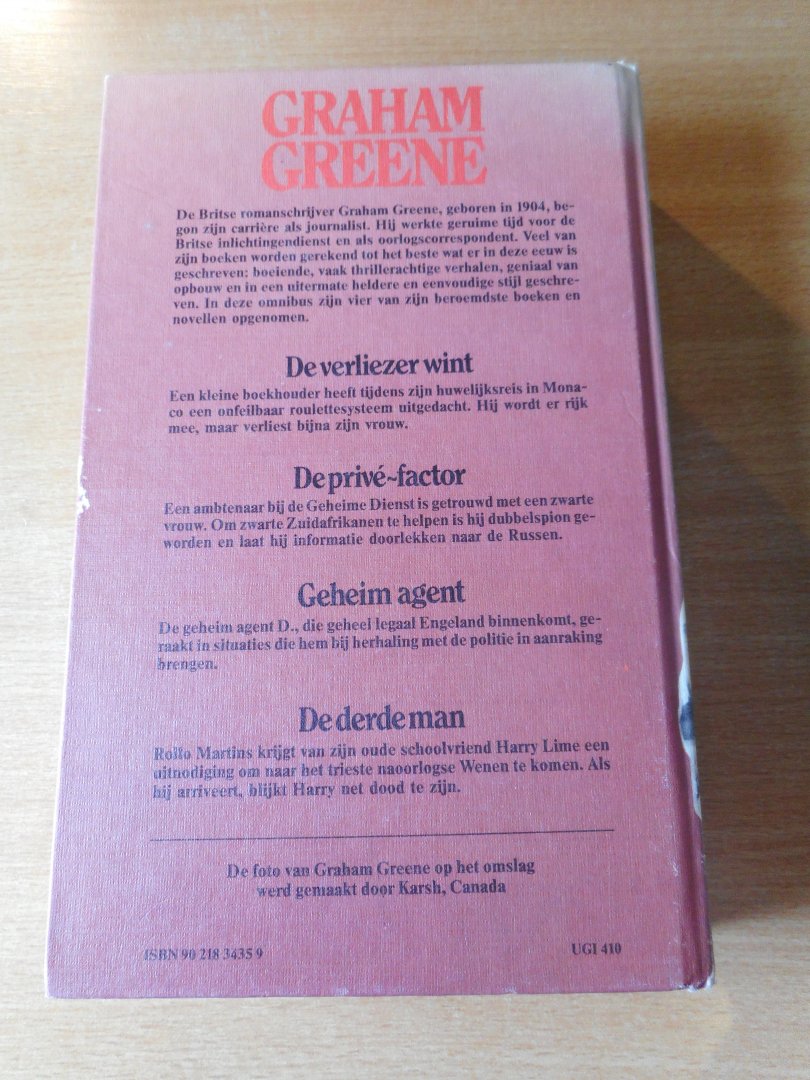 GRAHAM
GREENE
De Britse romanschrijver Graham Greene, geboren in 1904, be-
gon zijn carrière als journalist. Hij werkte geruime tijd voor de
Britse inlichtingendienst en als oorlogscorrespondent. Veel van
zijn boeken worden gerekend tot het beste wat er in deze eeuw is
geschreven: boeiende, vaak thrillerachtige verhalen, geniaal van
opbouw en in een uitermate heldere en eenvoudige stijl geschre-
ven. In deze omnibus zijn vier van zijn beroemdste boeken en
novellen opgenomen.
De verliezer wint
Een kleine boekhouder heeft tijdens zijn huwelijksreis in Mona-
co een onfeilbaar roulettesysteem uitgedacht. Hij wordt er rijk
mee, maar verliest bijna zijn vrouw.
De privé~factor
Een ambtenaar bij de Geheime Dienst is getrouwd met een zwarte
vrouw. Om zwarte Zuidafrikanen te helpen is hij dubbelspion ge-
worden en laat hij informatie doorlekken naar de Russen.
Geheim agent
De geheim agent D., die geheel legaal Engeland binnenkomt, ge-
raakt in situaties die hem bij herhaling met de politie in aanraking
brengen.
De derde man
Rollo Martins krijgt van zijn oude schoolvriend Harry Lime een
uitnodiging om naar het trieste naoorlogse Wenen te komen. Als
hij arriveert, blijkt Harry net dood te zijn.
De foto van Graham Greene op het omslag
werd gemaakt door Karsh, Canada
ISBN 90 218 3435 9
UGI 410